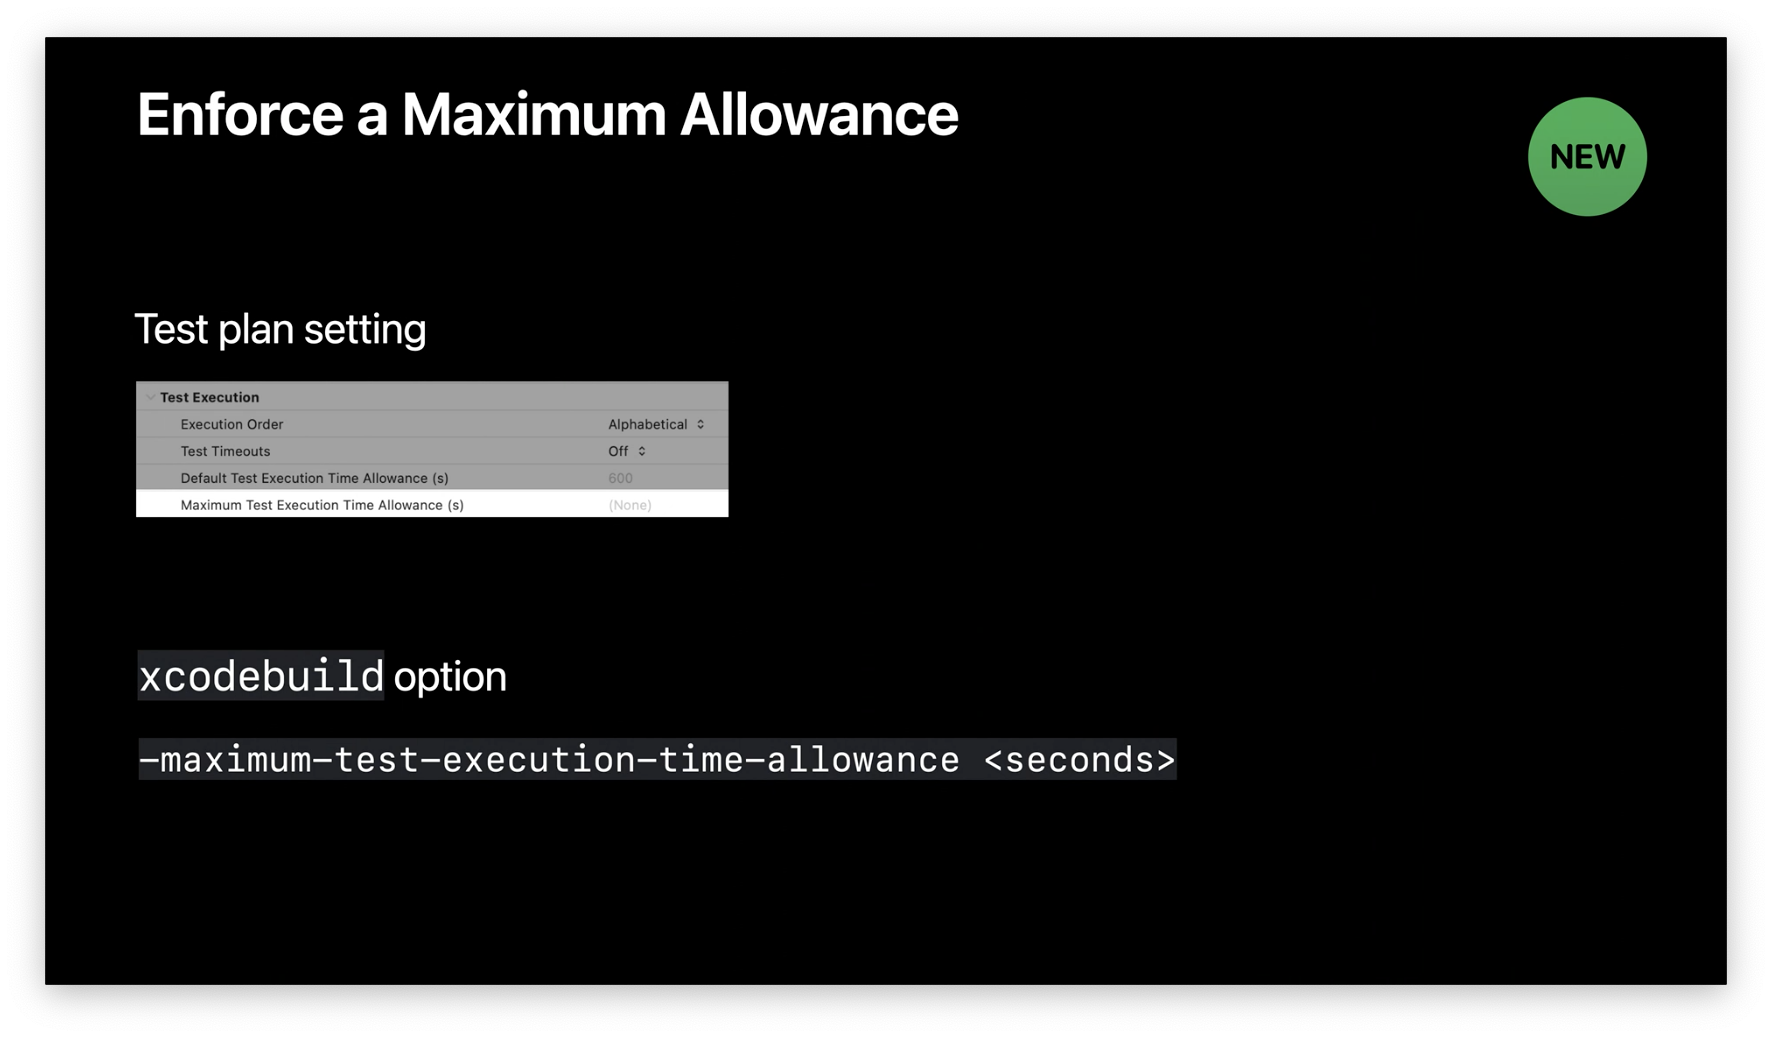 Enforce a Maximum Allowance
NEW
Test plan setting
Test Execution
Execution Order Alphabetical
Test Timeouts Off
Default Test Execution Time Allowance (s) 600
Maximum Test Execution Time Allowance (s) (None)
xcodebuild option
-maximum-test-execution-time-allowance <seconds>